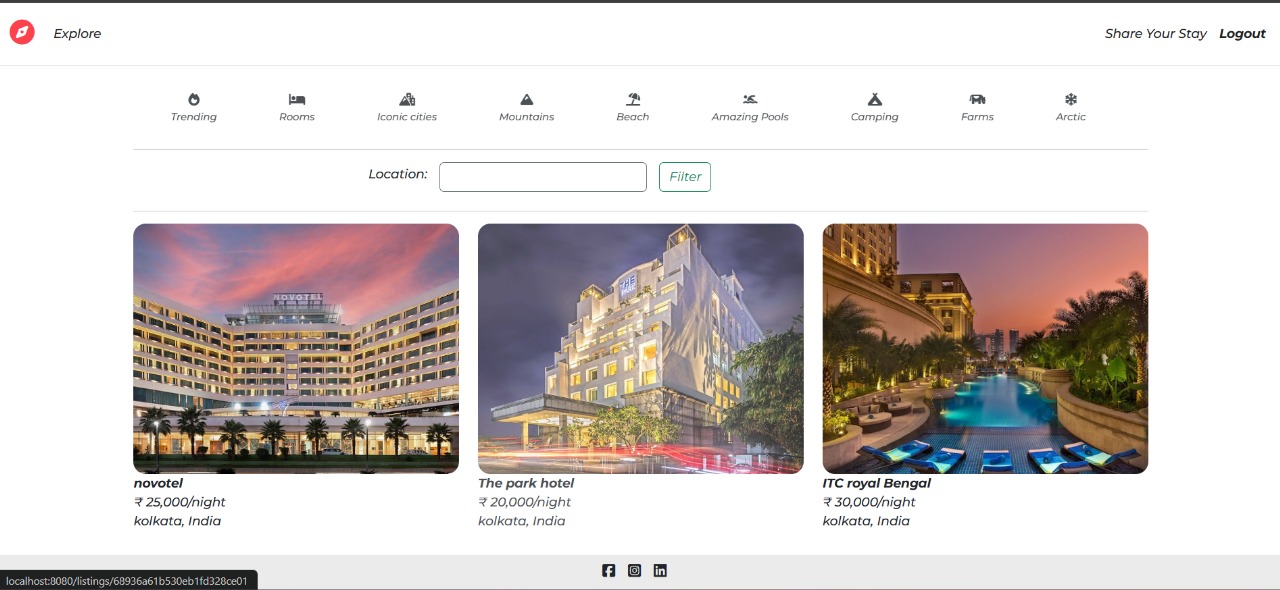 Explore
Share Your Stay Logout
Trending Rooms Iconic cities Mountains Beach Amazing Pools Camping Farms Arctic
Location: Filter
NOVOTEL
THE
PARK
novotel
₹ 25,000/night
kolkata, India
The park hotel
₹ 20,000/night
kolkata, India
ITC royal Bengal
₹ 30,000/night
kolkata, India
localhost:8080/listings/68936a61b530eb1fd328ce01